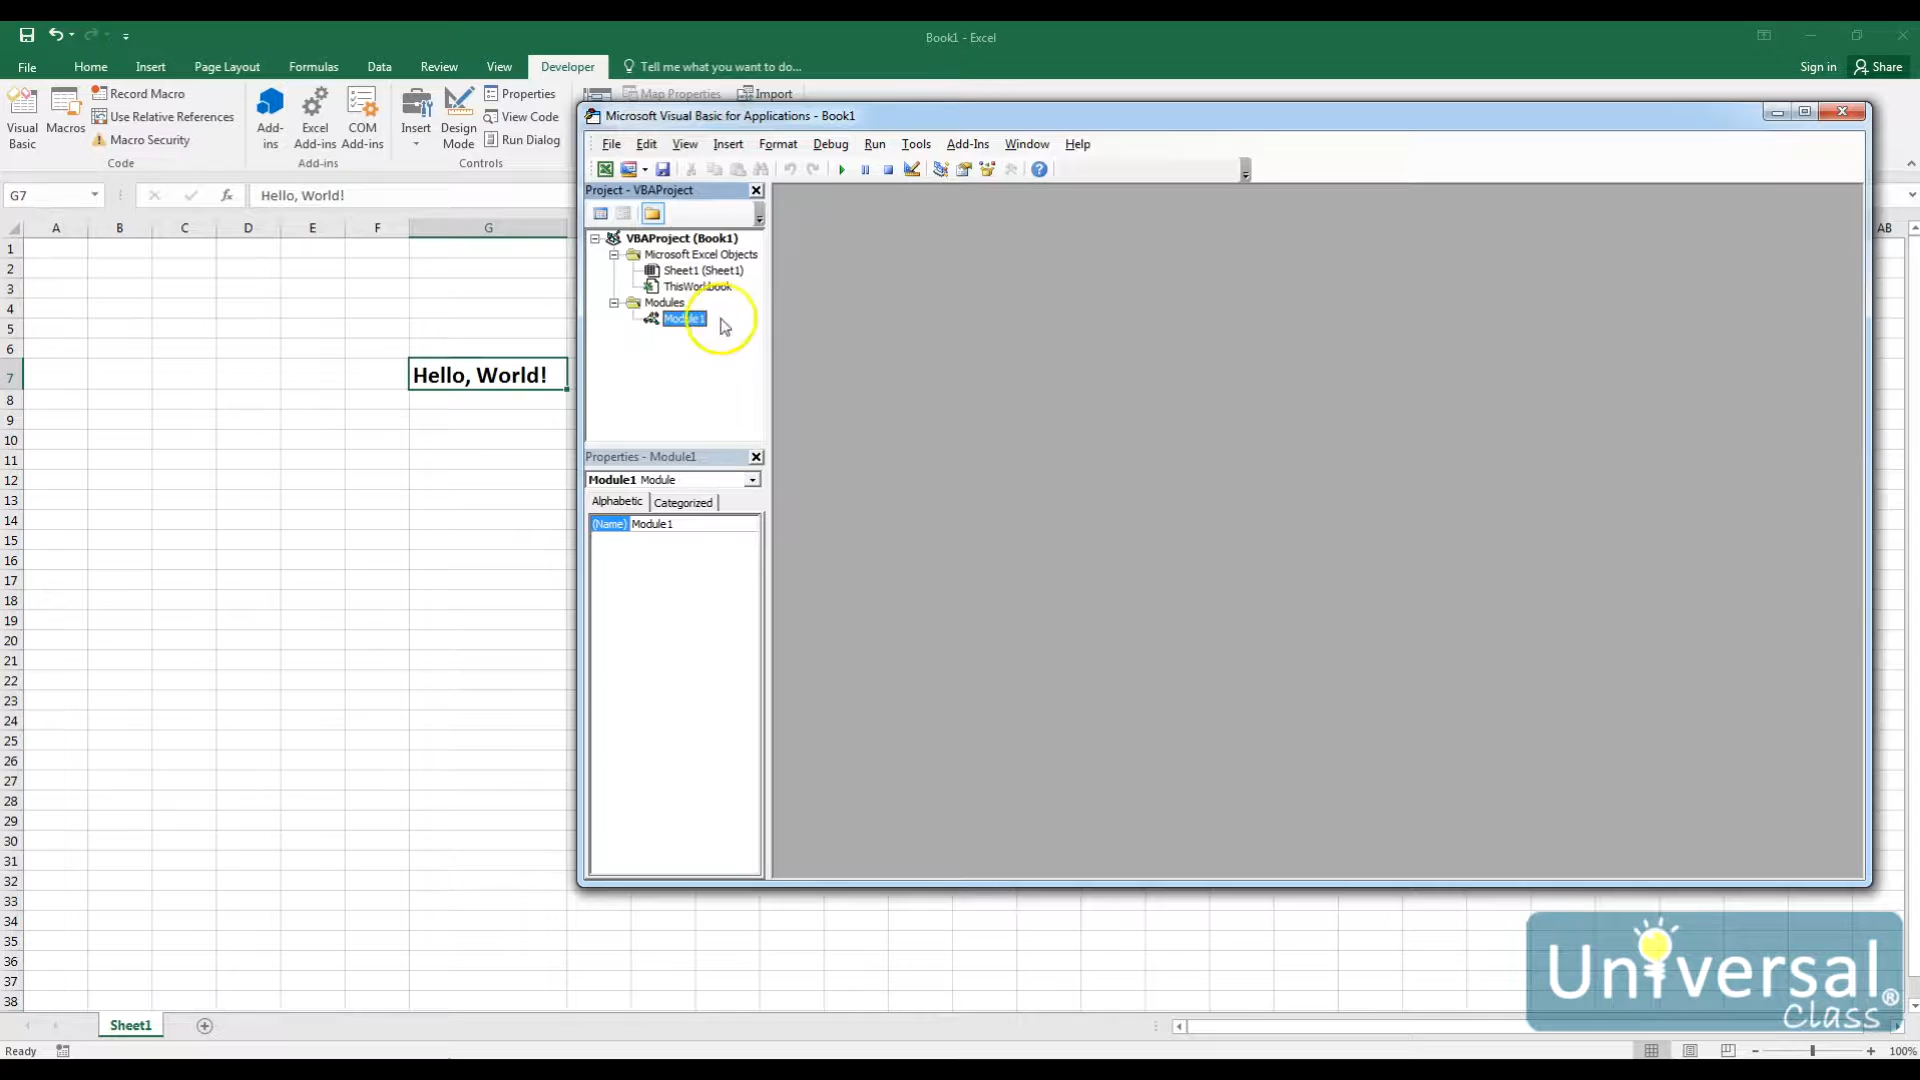 Book1 - Excel
File Home Insert Page Layout Formulas Data Review View Developer Tell me what you want to do... Sign in Share
Visual Basic
Macros
Record Macro
Use Relative References
Macro Security
Code
Add-ins
Excel Add-ins
COM Add-ins
Add-ins
Insert
Design Mode
Properties
View Code
Run Dialog
Controls
Map Properties
Import
G7 fx Hello, World!
A B C D E F G AB
1
2
3
4
5
6
7 Hello, World!
8
9
10
11
12
13
14
15
16
17
18
19
20
21
22
23
24
25
26
27
28
29
30
31
32
33
34
35
36
37
38
Microsoft Visual Basic for Applications - Book1
File Edit View Insert Format Debug Run Tools Add-Ins Window Help
Project - VBAProject
VBAProject (Book1)
Microsoft Excel Objects
Sheet1 (Sheet1)
ThisWorkbook
Modules
Module1
Properties - Module1
Module1 Module
Alphabetic Categorized
(Name) Module1
Universal
Class
®
Sheet1
Ready
100%